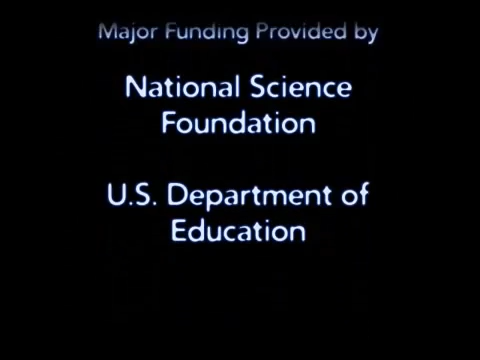 Major Funding Provided by
National Science
Foundation
U.S. Department of
Education